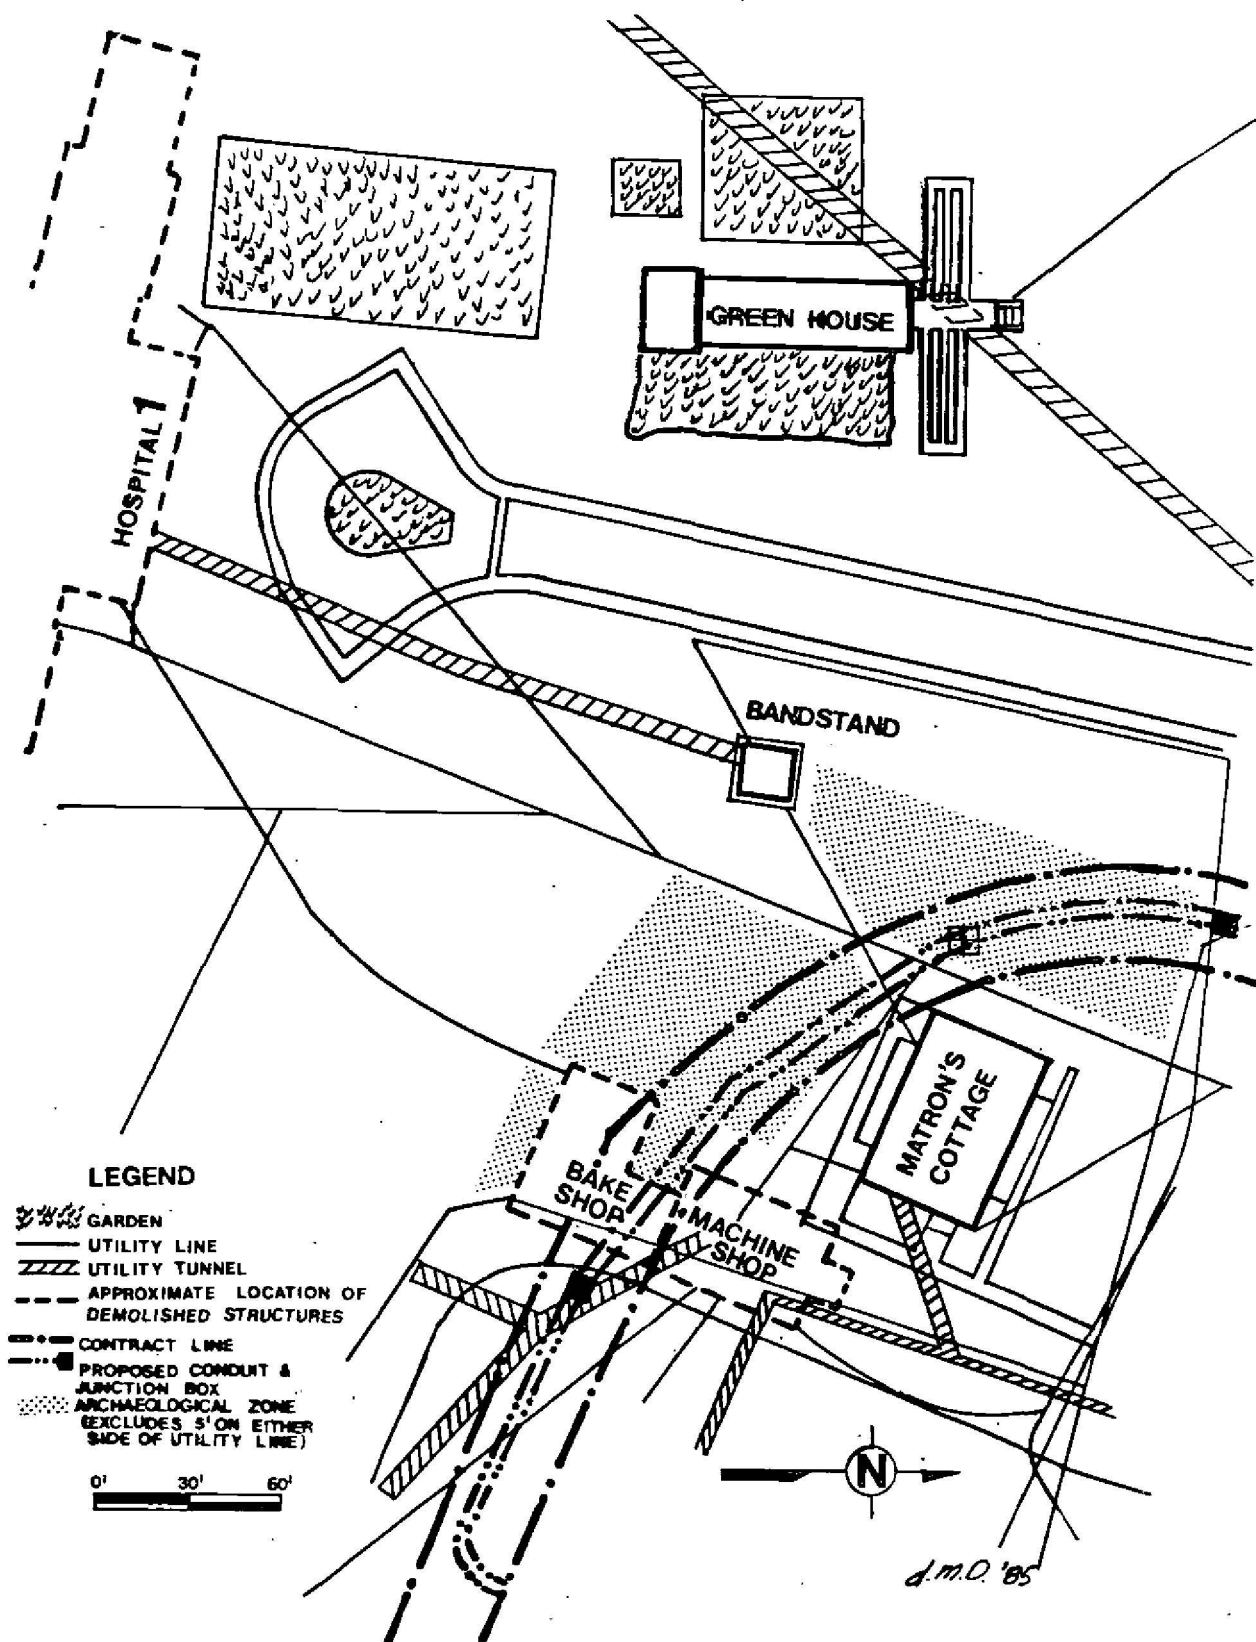 GREEN HOUSE
HOSPITAL 1
BANDSTAND
MATRON'S
COTTAGE
BAKE
SHOP
MACHINE
SHOP
LEGEND
GARDEN
UTILITY LINE
UTILITY TUNNEL
APPROXIMATE LOCATION OF
DEMOLISHED STRUCTURES
CONTRACT LINE
PROPOSED CONDUIT &
JUNCTION BOX
ARCHAEOLOGICAL ZONE
(EXCLUDES 5' ON EITHER
SIDE OF UTILITY LINE)
0' 30' 60'
N
d.m.O. '85